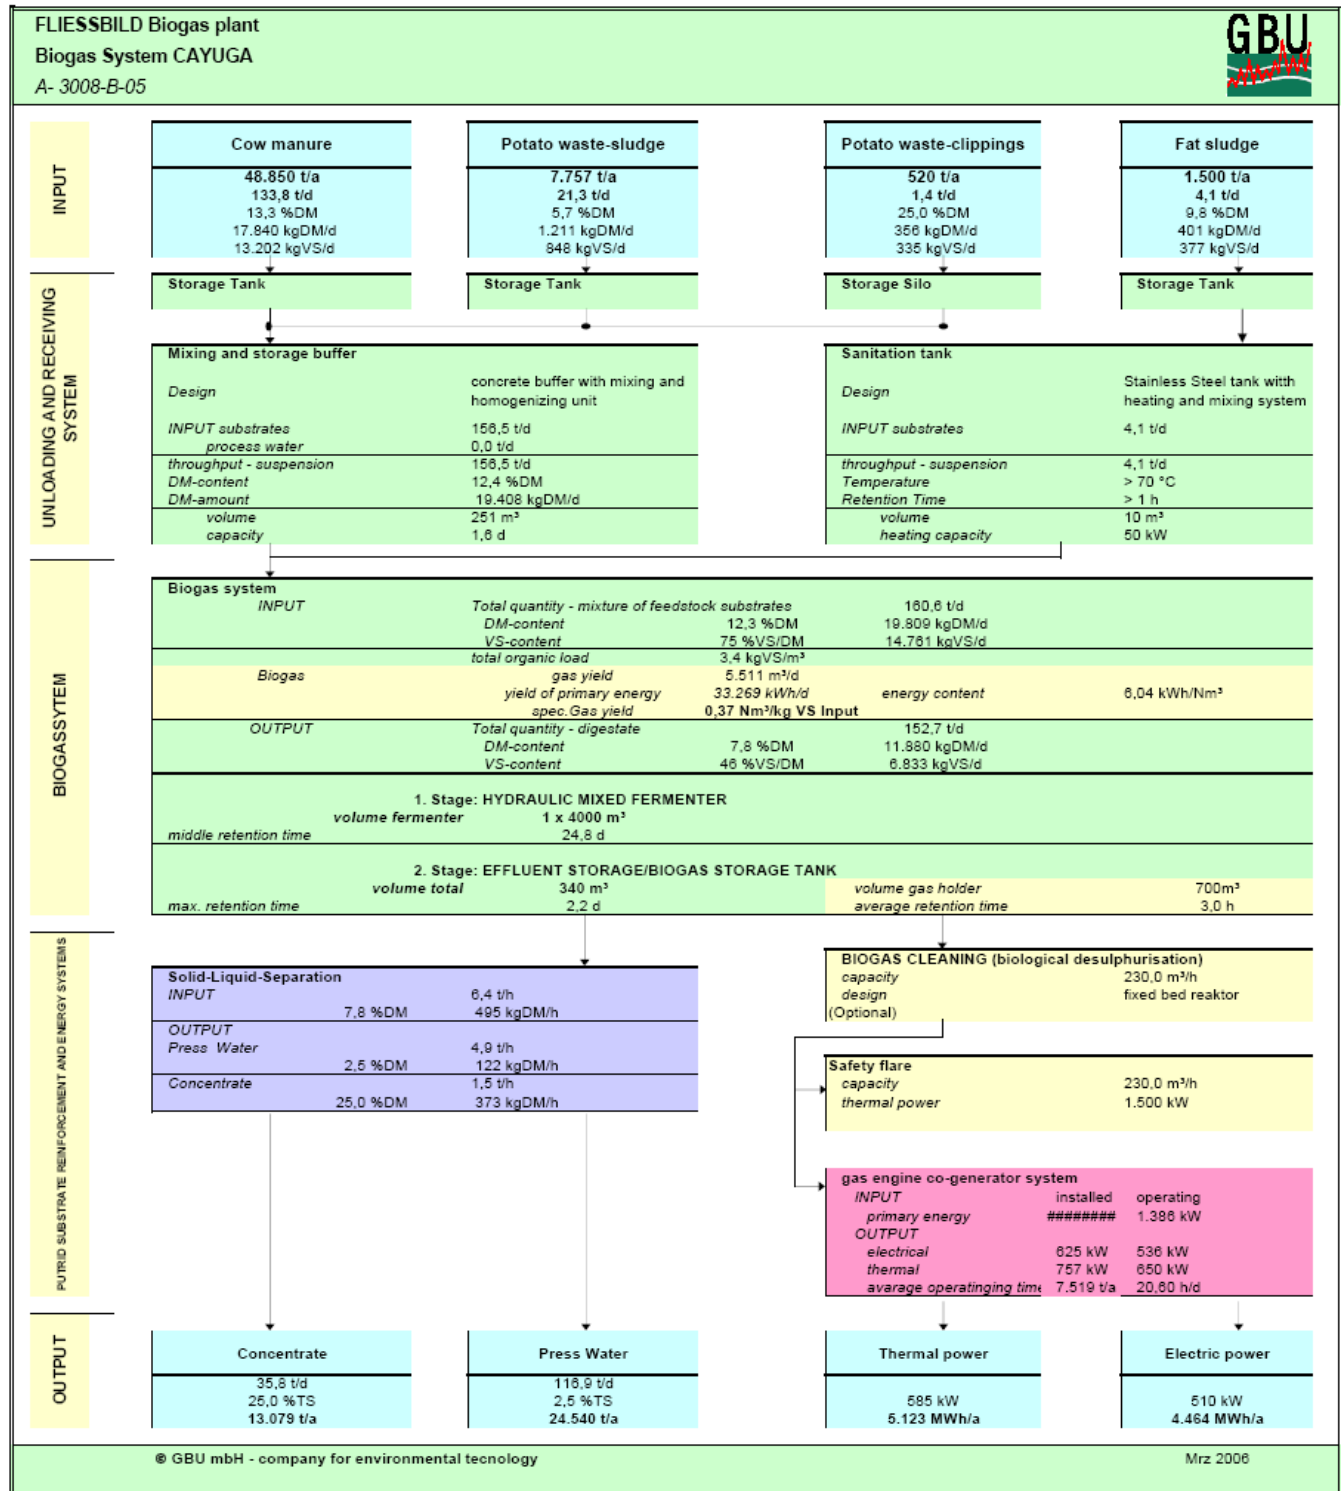 FLIESSBILD Biogas plant
Biogas System CAYUGA
A- 3008-B-05
GBU
INPUT
Cow manure
48.850 t/a
133,8 t/d
13,3 %DM
17.840 kgDM/d
13.202 kgVS/d
Potato waste-sludge
7.757 t/a
21,3 t/d
5,7 %DM
1.211 kgDM/d
848 kgVS/d
Potato waste-clippings
520 t/a
1,4 t/d
25,0 %DM
356 kgDM/d
335 kgVS/d
Fat sludge
1.500 t/a
4,1 t/d
9,8 %DM
401 kgDM/d
377 kgVS/d
UNLOADING AND RECEIVING
SYSTEM
Storage Tank
Storage Tank
Storage Silo
Storage Tank
Mixing and storage buffer
Design concrete buffer with mixing and
homogenizing unit
INPUT substrates 156,5 t/d
process water 0,0 t/d
throughput - suspension 156,5 t/d
DM-content 12,4 %DM
DM-amount 19.408 kgDM/d
volume 251 m³
capacity 1,6 d
Sanitation tank
Design Stainless Steel tank witth
heating and mixing system
INPUT substrates 4,1 t/d
throughput - suspension 4,1 t/d
Temperature > 70 °C
Retention Time > 1 h
volume 10 m³
heating capacity 50 kW
BIOGASSYTEM
Biogas system
INPUT Total quantity - mixture of feedstock substrates 160,6 t/d
DM-content 12,3 %DM 19.809 kgDM/d
VS-content 75 %VS/DM 14.761 kgVS/d
total organic load 3,4 kgVS/m³
Biogas gas yield 5.511 m³/d
yield of primary energy 33.269 kWh/d energy content 6,04 kWh/Nm³
spec.Gas yield 0,37 Nm³/kg VS Input
OUTPUT Total quantity - digestate 152,7 t/d
DM-content 7,8 %DM 11.880 kgDM/d
VS-content 46 %VS/DM 6.833 kgVS/d
1. Stage: HYDRAULIC MIXED FERMENTER
volume fermenter 1 x 4000 m³
middle retention time 24,8 d
2. Stage: EFFLUENT STORAGE/BIOGAS STORAGE TANK
volume total 340 m³ volume gas holder 700m³
max. retention time 2,2 d average retention time 3,0 h
PUTRID SUBSTRATE REINFORCEMENT AND ENERGY SYSTEMS
Solid-Liquid-Separation
INPUT 6,4 t/h
7,8 %DM 495 kgDM/h
OUTPUT
Press Water 4,9 t/h
2,5 %DM 122 kgDM/h
Concentrate 1,5 t/h
25,0 %DM 373 kgDM/h
BIOGAS CLEANING (biological desulphurisation)
capacity 230,0 m³/h
design fixed bed reaktor
(Optional)
Safety flare
capacity 230,0 m³/h
thermal power 1.500 kW
gas engine co-generator system
INPUT installed operating
primary energy ######## 1.386 kW
OUTPUT
electrical 625 kW 536 kW
thermal 757 kW 650 kW
avarage operatinging time 7.519 t/a 20,60 h/d
OUTPUT
Concentrate
35,8 t/d
25,0 %TS
13.079 t/a
Press Water
116,9 t/d
2,5 %TS
24.540 t/a
Thermal power
585 kW
5.123 MWh/a
Electric power
510 kW
4.464 MWh/a
© GBU mbH - company for environmental tecnology Mrz 2006